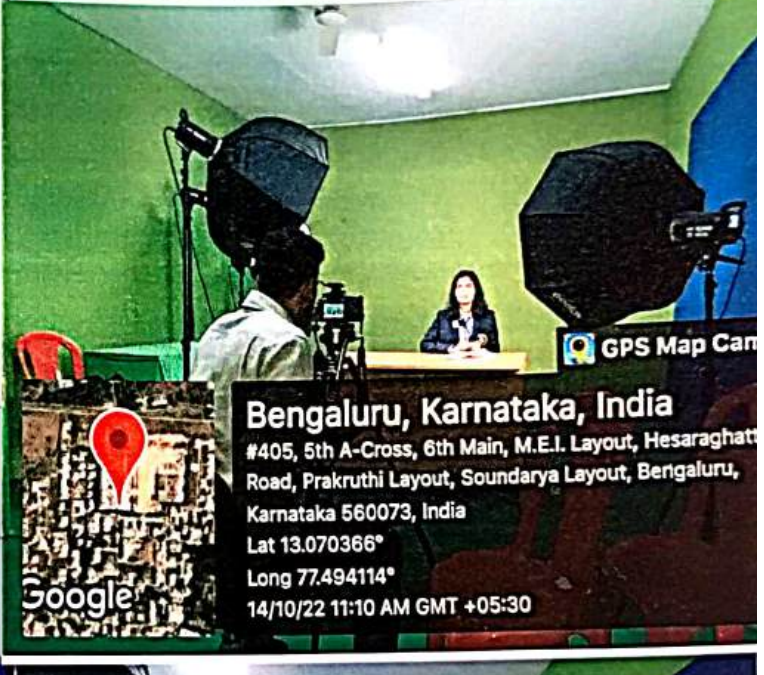 GPS Map Cam
Bengaluru, Karnataka, India
#405, 5th A-Cross, 6th Main, M.E.I. Layout, Hesaraghatt
Road, Prakruthi Layout, Soundarya Layout, Bengaluru,
Karnataka 560073, India
Lat 13.070366°
Long 77.494114°
14/10/22 11:10 AM GMT +05:30
Google